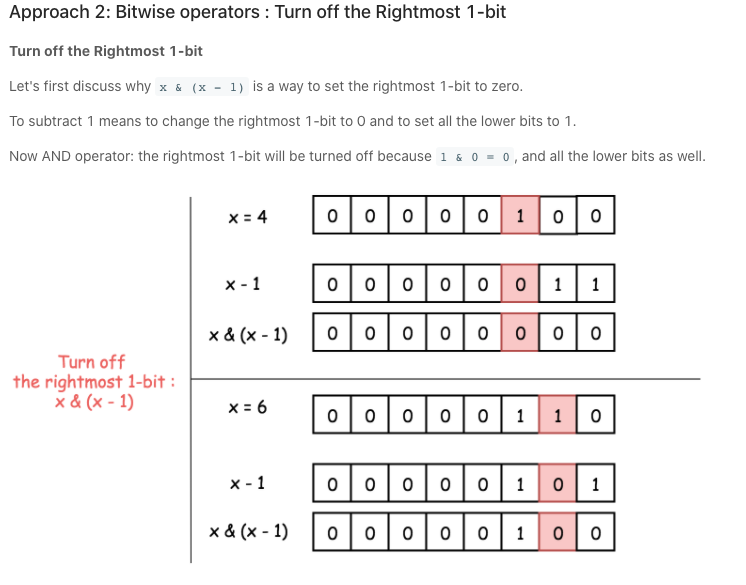 Approach 2: Bitwise operators : Turn off the Rightmost 1-bit
Turn off the Rightmost 1-bit
Let's first discuss why x & (x - 1) is a way to set the rightmost 1-bit to zero.
To subtract 1 means to change the rightmost 1-bit to 0 and to set all the lower bits to 1.
Now AND operator: the rightmost 1-bit will be turned off because 1 & 0 = 0 , and all the lower bits as well.
x = 4 0 0 0 0 0 1 0 0
x - 1 0 0 0 0 0 0 1 1
x & (x - 1) 0 0 0 0 0 0 0 0
Turn off
the rightmost 1-bit :
x & (x - 1)
x = 6 0 0 0 0 0 1 1 0
x - 1 0 0 0 0 0 1 0 1
x & (x - 1) 0 0 0 0 0 1 0 0